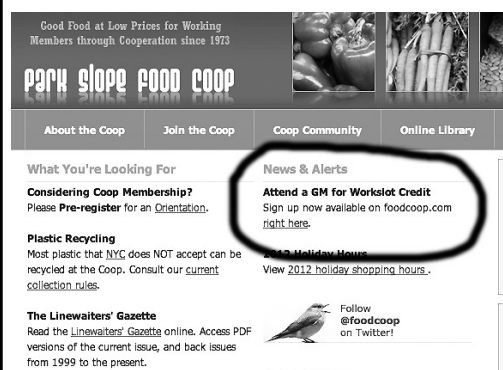 Good Food at Low Prices for Working
Members through Cooperation since 1973
PARK SLOPE FOOD COOP
About the Coop
Join the Coop
Coop Community
Online Library
What You're Looking For
Considering Coop Membership?
Please Pre-register for an Orientation.
Plastic Recycling
Most plastic that NYC does NOT accept can be
recycled at the Coop. Consult our current
collection rules.
The Linewaiters' Gazette
Read the Linewaiters' Gazette online. Access PDF
versions of the current issue, and back issues
from 1999 to the present.
News & Alerts
Attend a GM for Workslot Credit
Sign up now available on foodcoop.com
right here.
2012 Holiday Hours
View 2012 holiday shopping hours .
Follow
@foodcoop
on Twitter!